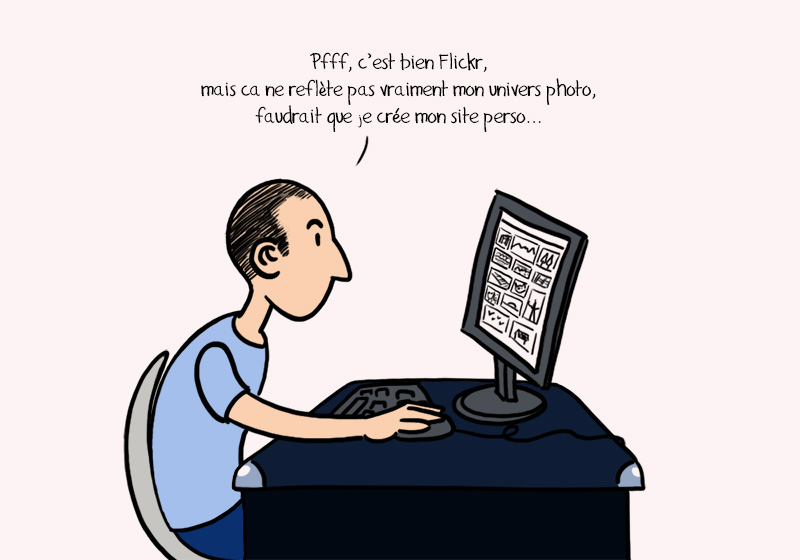 Pfff, c'est bien Flickr,
mais ca ne reflète pas vraiment mon univers photo,
faudrait que je crée mon site perso...